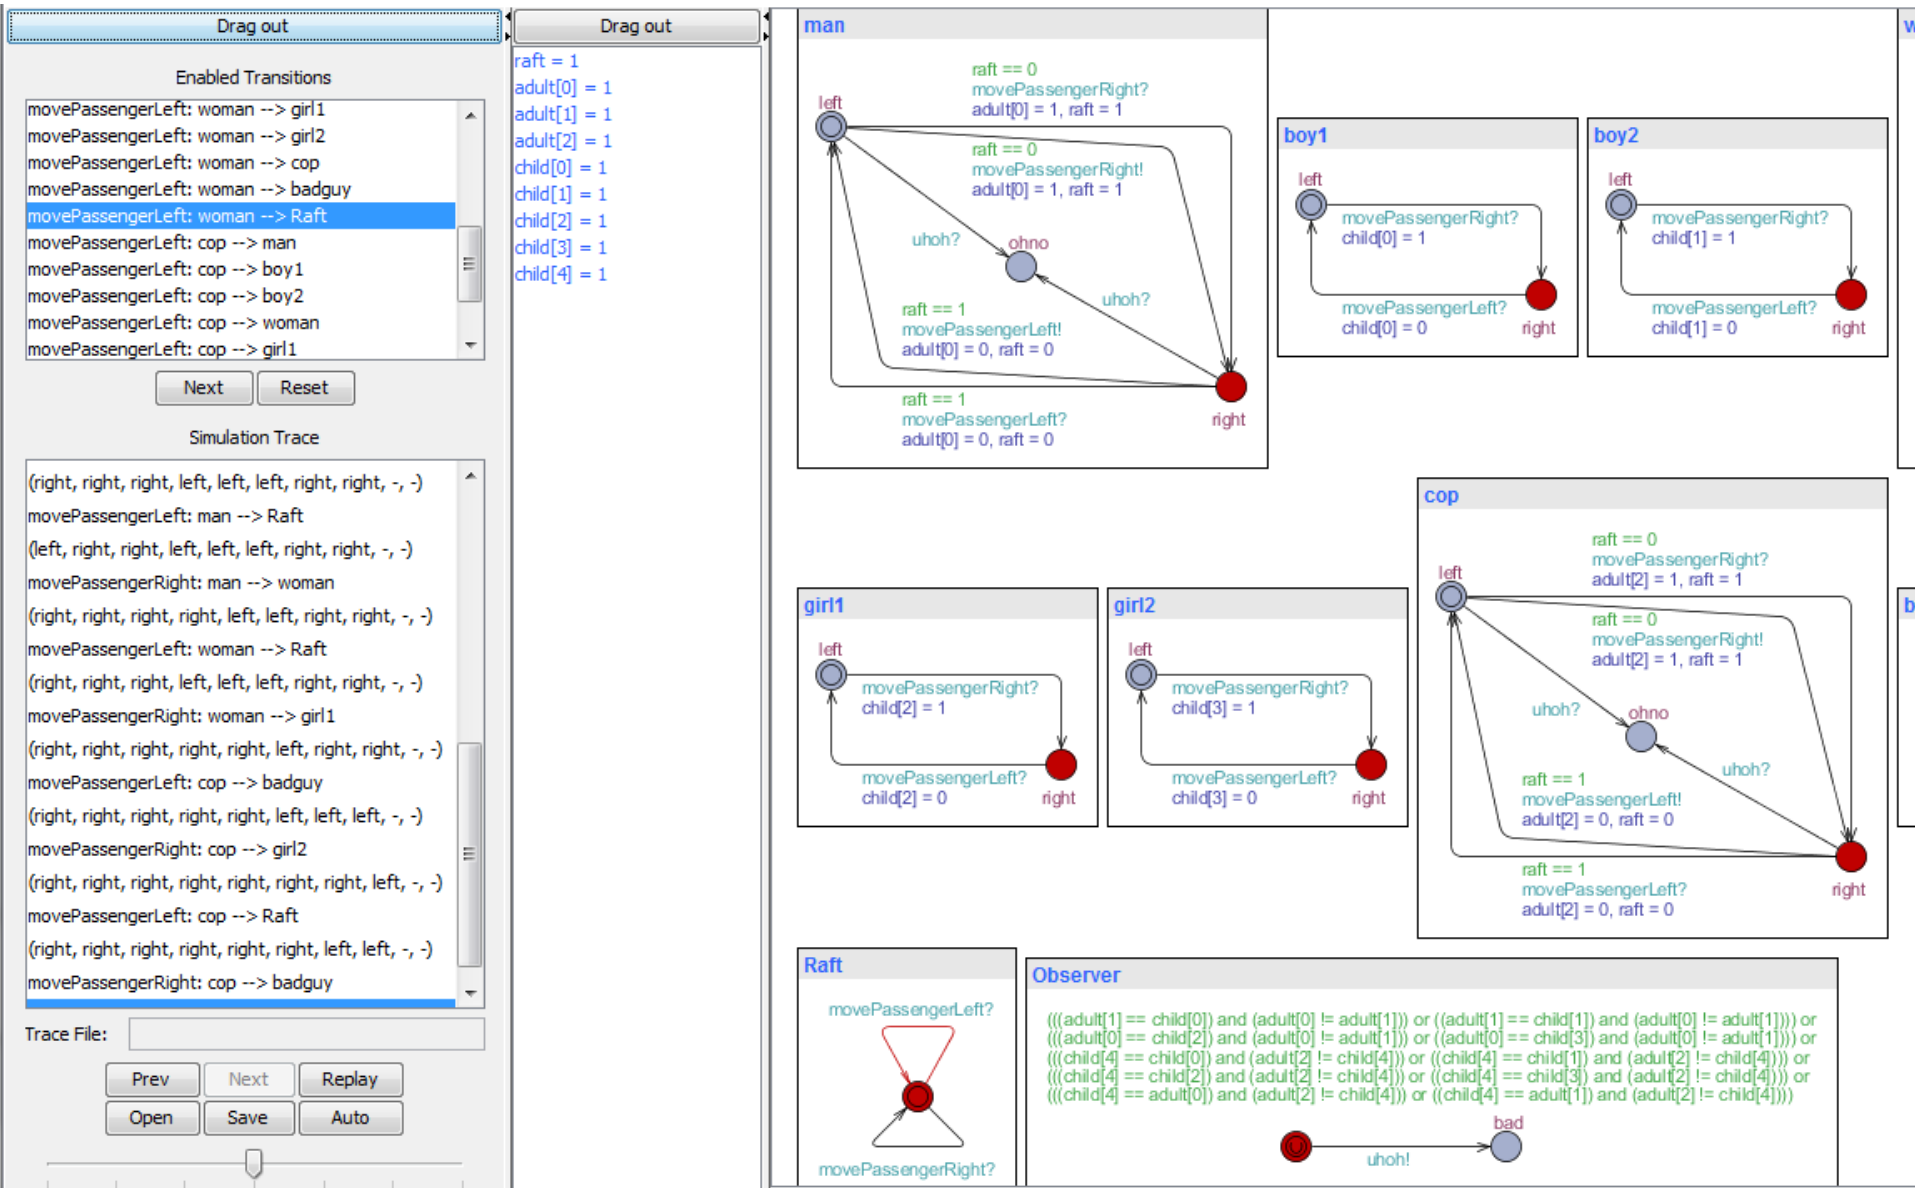 Drag out
Enabled Transitions
movePassengerLeft: woman --> girl1
movePassengerLeft: woman --> girl2
movePassengerLeft: woman --> cop
movePassengerLeft: woman --> badguy
movePassengerLeft: woman --> Raft
movePassengerLeft: cop --> man
movePassengerLeft: cop --> boy1
movePassengerLeft: cop --> boy2
movePassengerLeft: cop --> woman
movePassengerLeft: cop --> girl1
Next
Reset
Simulation Trace
(right, right, right, left, left, left, right, right, -, -)
movePassengerLeft: man --> Raft
(left, right, right, left, left, left, right, right, -, -)
movePassengerRight: man --> woman
(right, right, right, right, left, left, right, right, -, -)
movePassengerLeft: woman --> Raft
(right, right, right, left, left, left, right, right, -, -)
movePassengerRight: woman --> girl1
(right, right, right, right, right, left, right, right, -, -)
movePassengerLeft: cop --> badguy
(right, right, right, right, right, left, left, left, -, -)
movePassengerRight: cop --> girl2
(right, right, right, right, right, right, right, left, -, -)
movePassengerLeft: cop --> Raft
(right, right, right, right, right, right, left, left, -, -)
movePassengerRight: cop --> badguy
Trace File:
Prev
Next
Replay
Open
Save
Auto
Drag out
raft = 1
adult[0] = 1
adult[1] = 1
adult[2] = 1
child[0] = 1
child[1] = 1
child[2] = 1
child[3] = 1
child[4] = 1
man
raft == 0
movePassengerRight?
adult[0] = 1, raft = 1
left
raft == 0
movePassengerRight!
adult[0] = 1, raft = 1
uhoh?
ohno
uhoh?
raft == 1
movePassengerLeft!
adult[0] = 0, raft = 0
raft == 1
movePassengerLeft?
adult[0] = 0, raft = 0
right
boy1
left
movePassengerRight?
child[0] = 1
movePassengerLeft?
child[0] = 0
right
boy2
left
movePassengerRight?
child[1] = 1
movePassengerLeft?
child[1] = 0
right
girl1
left
movePassengerRight?
child[2] = 1
movePassengerLeft?
child[2] = 0
right
girl2
left
movePassengerRight?
child[3] = 1
movePassengerLeft?
child[3] = 0
right
cop
raft == 0
movePassengerRight?
adult[2] = 1, raft = 1
left
raft == 0
movePassengerRight!
adult[2] = 1, raft = 1
uhoh?
ohno
uhoh?
raft == 1
movePassengerLeft!
adult[2] = 0, raft = 0
raft == 1
movePassengerLeft?
adult[2] = 0, raft = 0
right
Raft
movePassengerLeft?
movePassengerRight?
Observer
(((adult[1] == child[0]) and (adult[0] != adult[1])) or ((adult[1] == child[1]) and (adult[0] != adult[1]))) or
(((adult[0] == child[2]) and (adult[0] != adult[1])) or ((adult[0] == child[3]) and (adult[0] != adult[1]))) or
(((child[4] == child[0]) and (adult[2] != child[4])) or ((child[4] == child[1]) and (adult[2] != child[4]))) or
(((child[4] == child[2]) and (adult[2] != child[4])) or ((child[4] == child[3]) and (adult[2] != child[4]))) or
(((child[4] == adult[0]) and (adult[2] != child[4])) or ((child[4] == adult[1]) and (adult[2] != child[4])))
bad
uhoh!